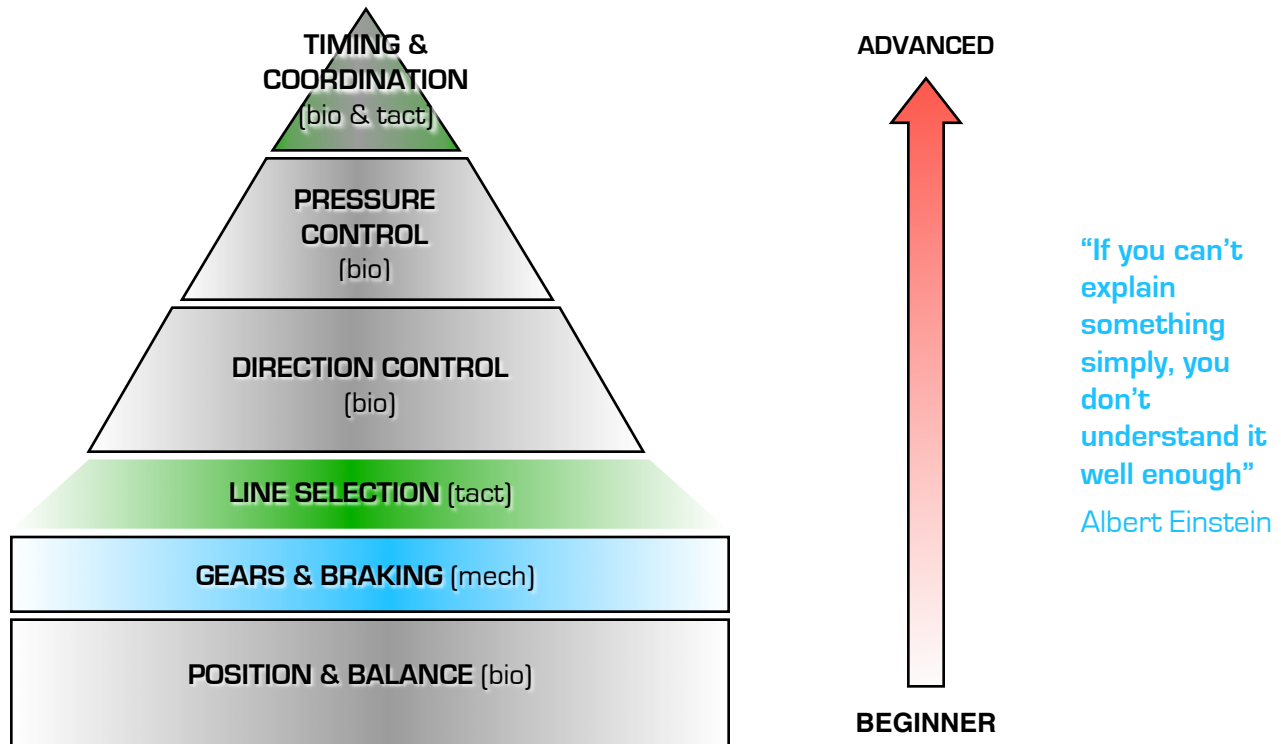 TIMING &
COORDINATION
(bio & tact)
PRESSURE
CONTROL
(bio)
DIRECTION CONTROL
(bio)
LINE SELECTION (tact)
GEARS & BRAKING (mech)
POSITION & BALANCE (bio)
ADVANCED
BEGINNER
“If you can’t
explain
something
simply, you
don’t
understand it
well enough”
Albert Einstein